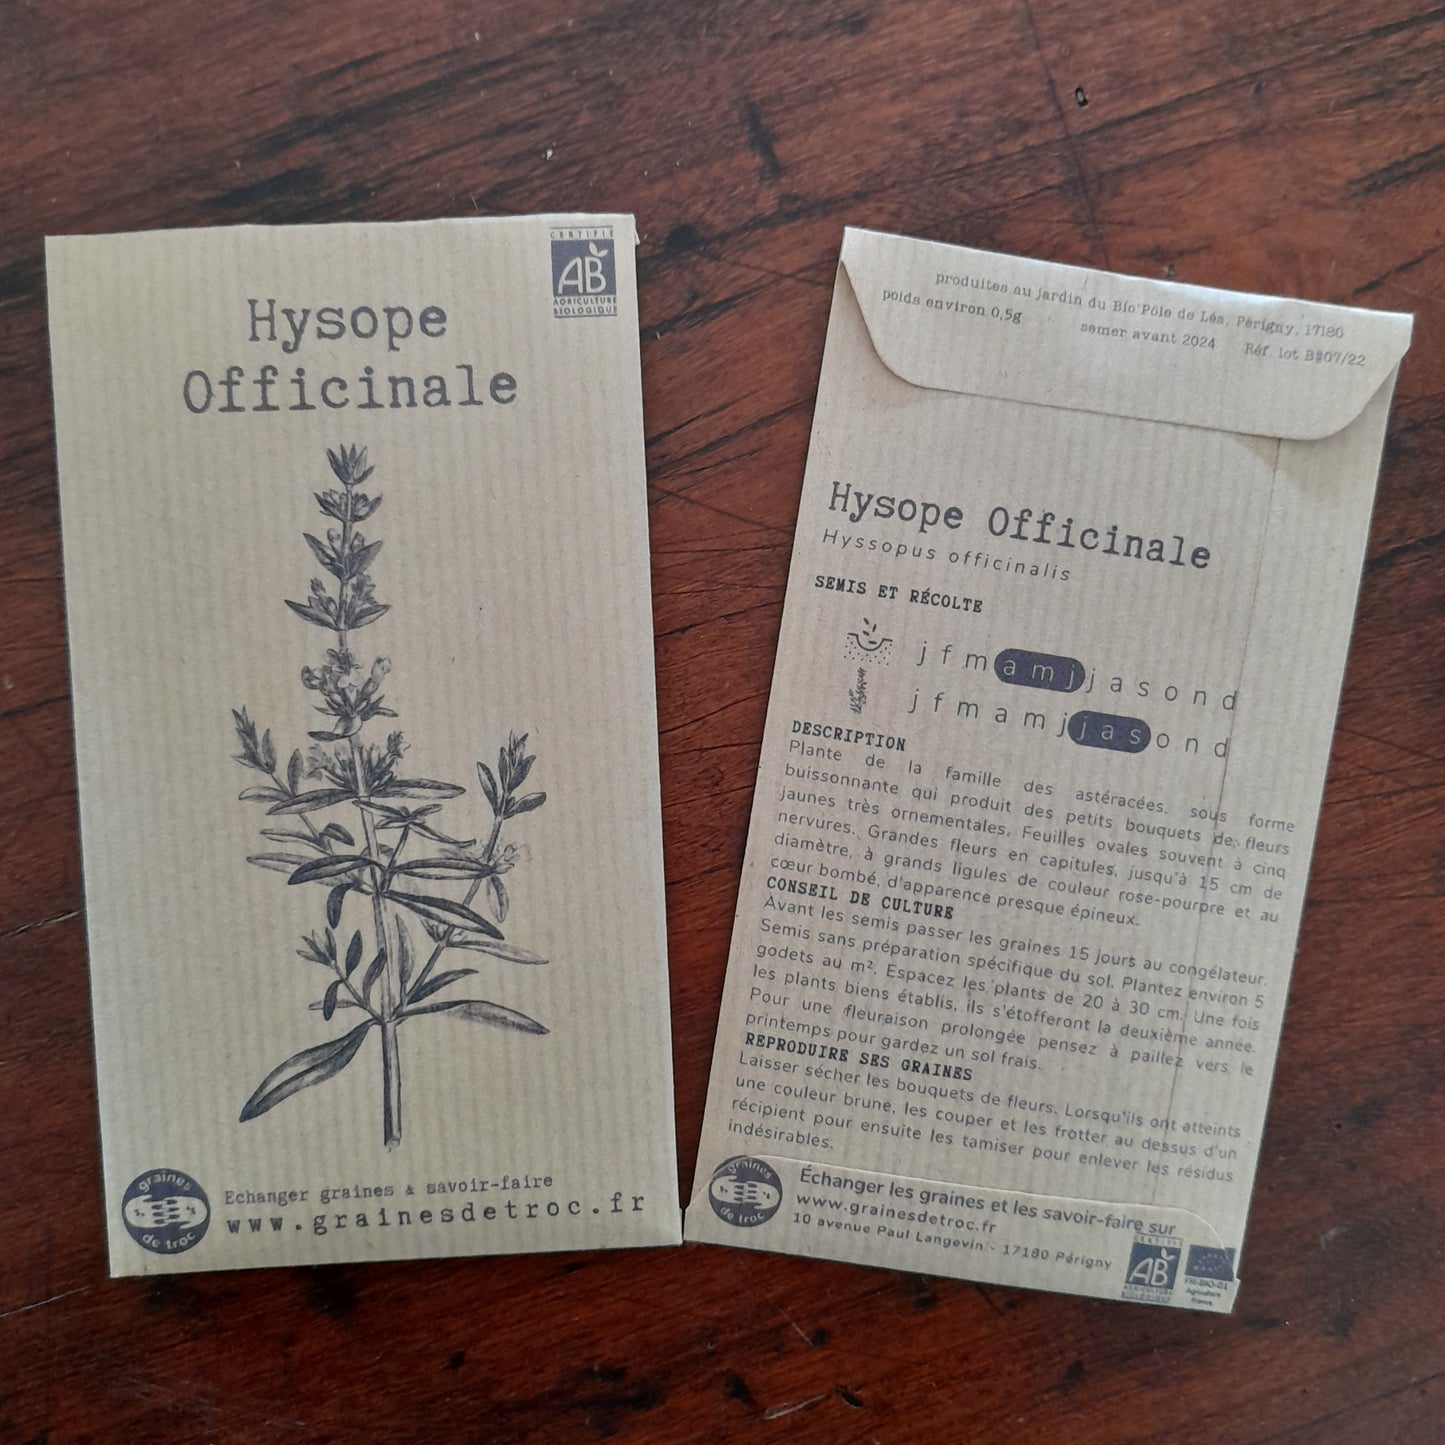 CERTIFIÉ
AB
AGRICULTURE
BIOLOGIQUE
Hysope
Officinale
graines
de troc
Echanger graines & savoir-faire
www.grainesdetroc.fr
produites au jardin du Bio'Pôle de Léa, Périgny, 17180
poids environ 0,5g
semer avant 2024
Réf. lot B#07/22
Hysope Officinale
Hyssopus officinalis
SEMIS ET RÉCOLTE
j f m a m j j a s o n d
j f m a m j j a s o n d
DESCRIPTION
Plante de la famille des astéracées, sous forme
buissonnante qui produit des petits bouquets de fleurs
jaunes très ornementales, Feuilles ovales souvent à cinq
nervures. Grandes fleurs en capitules, jusqu'à 15 cm de
diamètre, à grands ligules de couleur rose-pourpre et au
cœur bombé, d'apparence presque épineux.
CONSEIL DE CULTURE
Avant les semis passer les graines 15 jours au congélateur.
Semis sans préparation spécifique du sol. Plantez environ 5
godets au m². Espacez les plants de 20 à 30 cm. Une fois
les plants biens établis, ils s'étofferont la deuxième année.
Pour une fleuraison prolongée pensez à paillez vers le
printemps pour gardez un sol frais.
REPRODUIRE SES GRAINES
Laisser sécher les bouquets de fleurs. Lorsqu'ils ont atteints
une couleur brune, les couper et les frotter au dessus d'un
récipient pour ensuite les tamiser pour enlever les résidus
indésirables.
graines
de troc
Échanger les graines et les savoir-faire sur
www.grainesdetroc.fr
10 avenue Paul Langevin - 17180 Périgny
CERTIFIÉ
AB
AGRICULTURE
BIOLOGIQUE
FR-BIO-01
Agriculture
France